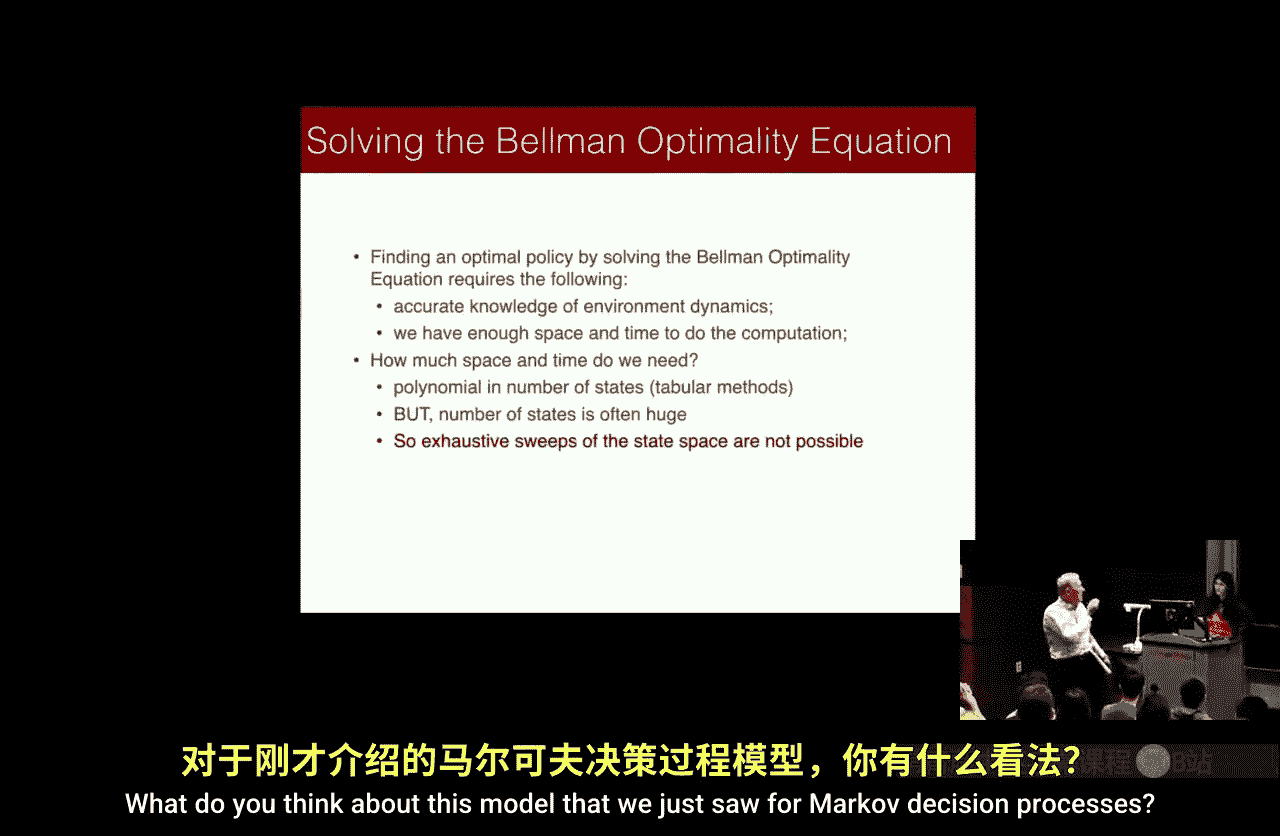 Solving the Bellman Optimality Equation
• Finding an optimal policy by solving the Bellman Optimality
Equation requires the following:
• accurate knowledge of environment dynamics;
• we have enough space and time to do the computation;
• How much space and time do we need?
• polynomial in number of states (tabular methods)
• BUT, number of states is often huge
• So exhaustive sweeps of the state space are not possible
对于刚才介绍的马尔可夫决策过程模型，你有什么看法？
课程
B站
What do you think about this model that we just saw for Markov decision processes?